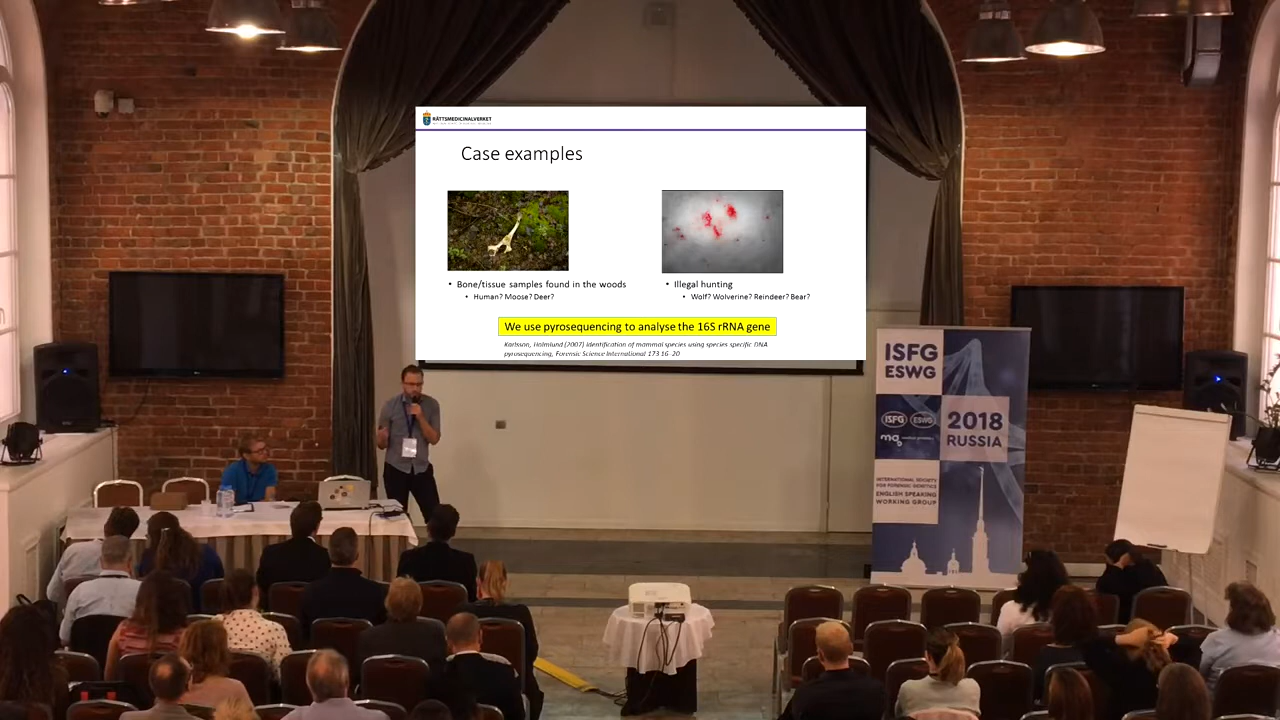 RÄTTSMEDICINALVERKET
Case examples
• Bone/tissue samples found in the woods
• Human? Moose? Deer?
• Illegal hunting
• Wolf? Wolverine? Reindeer? Bear?
We use pyrosequencing to analyse the 16S rRNA gene
Karlsson, Holmlund (2007) Identification of mammal species using species specific DNA
pyrosequencing, Forensic Science International 173 16-20
ISFG
ESWG
ISFG ESWG
2018
RUSSIA
INTERNATIONAL SOCIETY
FOR FORENSIC GENETICS
ENGLISH SPEAKING
WORKING GROUP